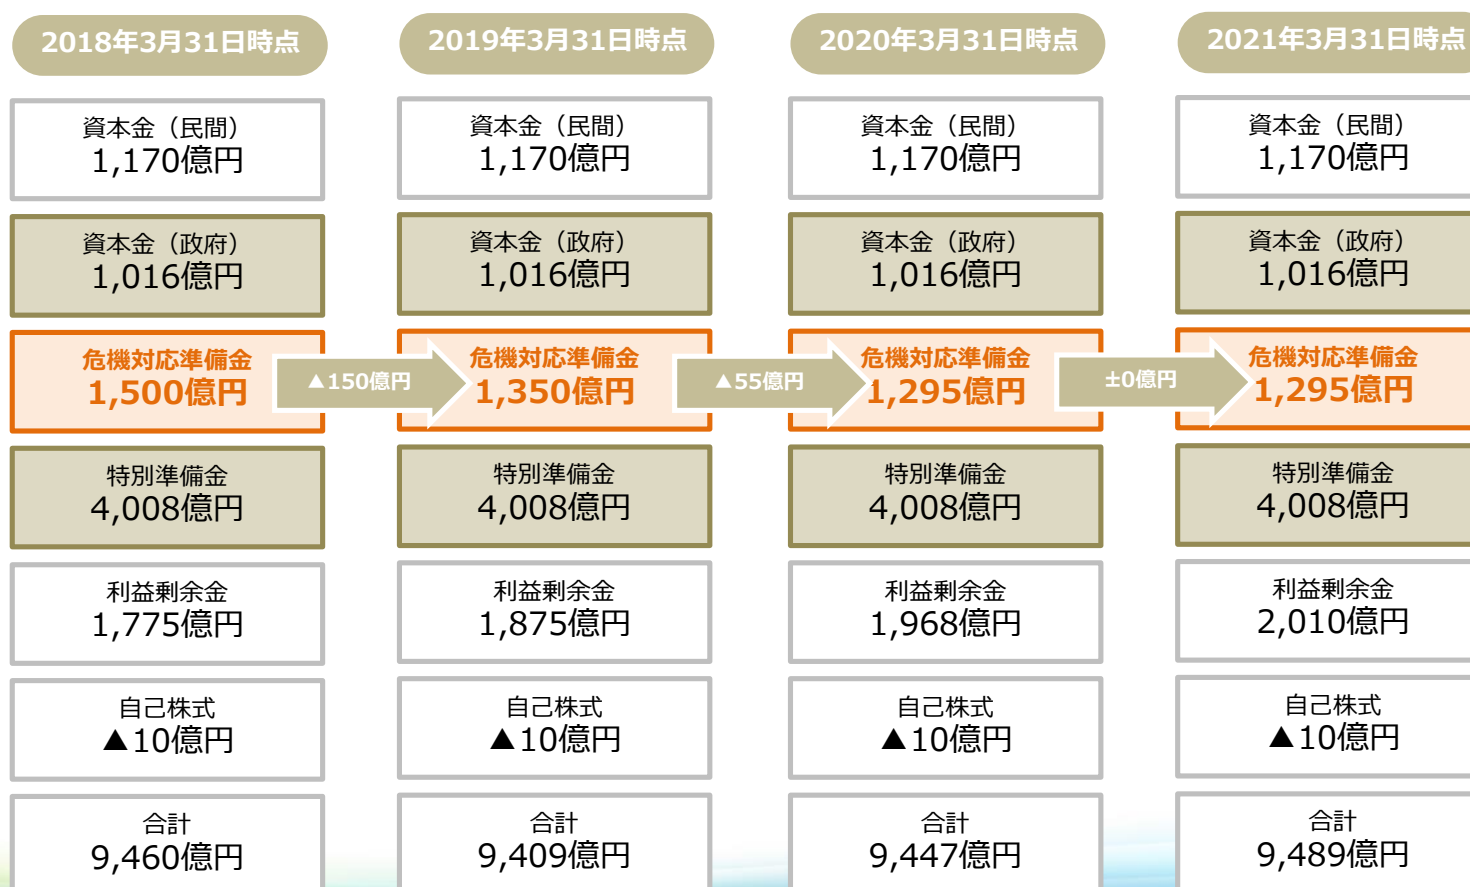 2018年3月31日時点
2019年3月31日時点
2020年3月31日時点
2021年3月31日時点
資本金（民間）
1,170億円
資本金（民間）
1,170億円
資本金（民間）
1,170億円
資本金（民間）
1,170億円
資本金（政府）
1,016億円
資本金（政府）
1,016億円
資本金（政府）
1,016億円
資本金（政府）
1,016億円
危機対応準備金
1,500億円
▲150億円
危機対応準備金
1,350億円
▲55億円
危機対応準備金
1,295億円
±0億円
危機対応準備金
1,295億円
特別準備金
4,008億円
特別準備金
4,008億円
特別準備金
4,008億円
特別準備金
4,008億円
利益剰余金
1,775億円
利益剰余金
1,875億円
利益剰余金
1,968億円
利益剰余金
2,010億円
自己株式
▲10億円
自己株式
▲10億円
自己株式
▲10億円
自己株式
▲10億円
合計
9,460億円
合計
9,409億円
合計
9,447億円
合計
9,489億円